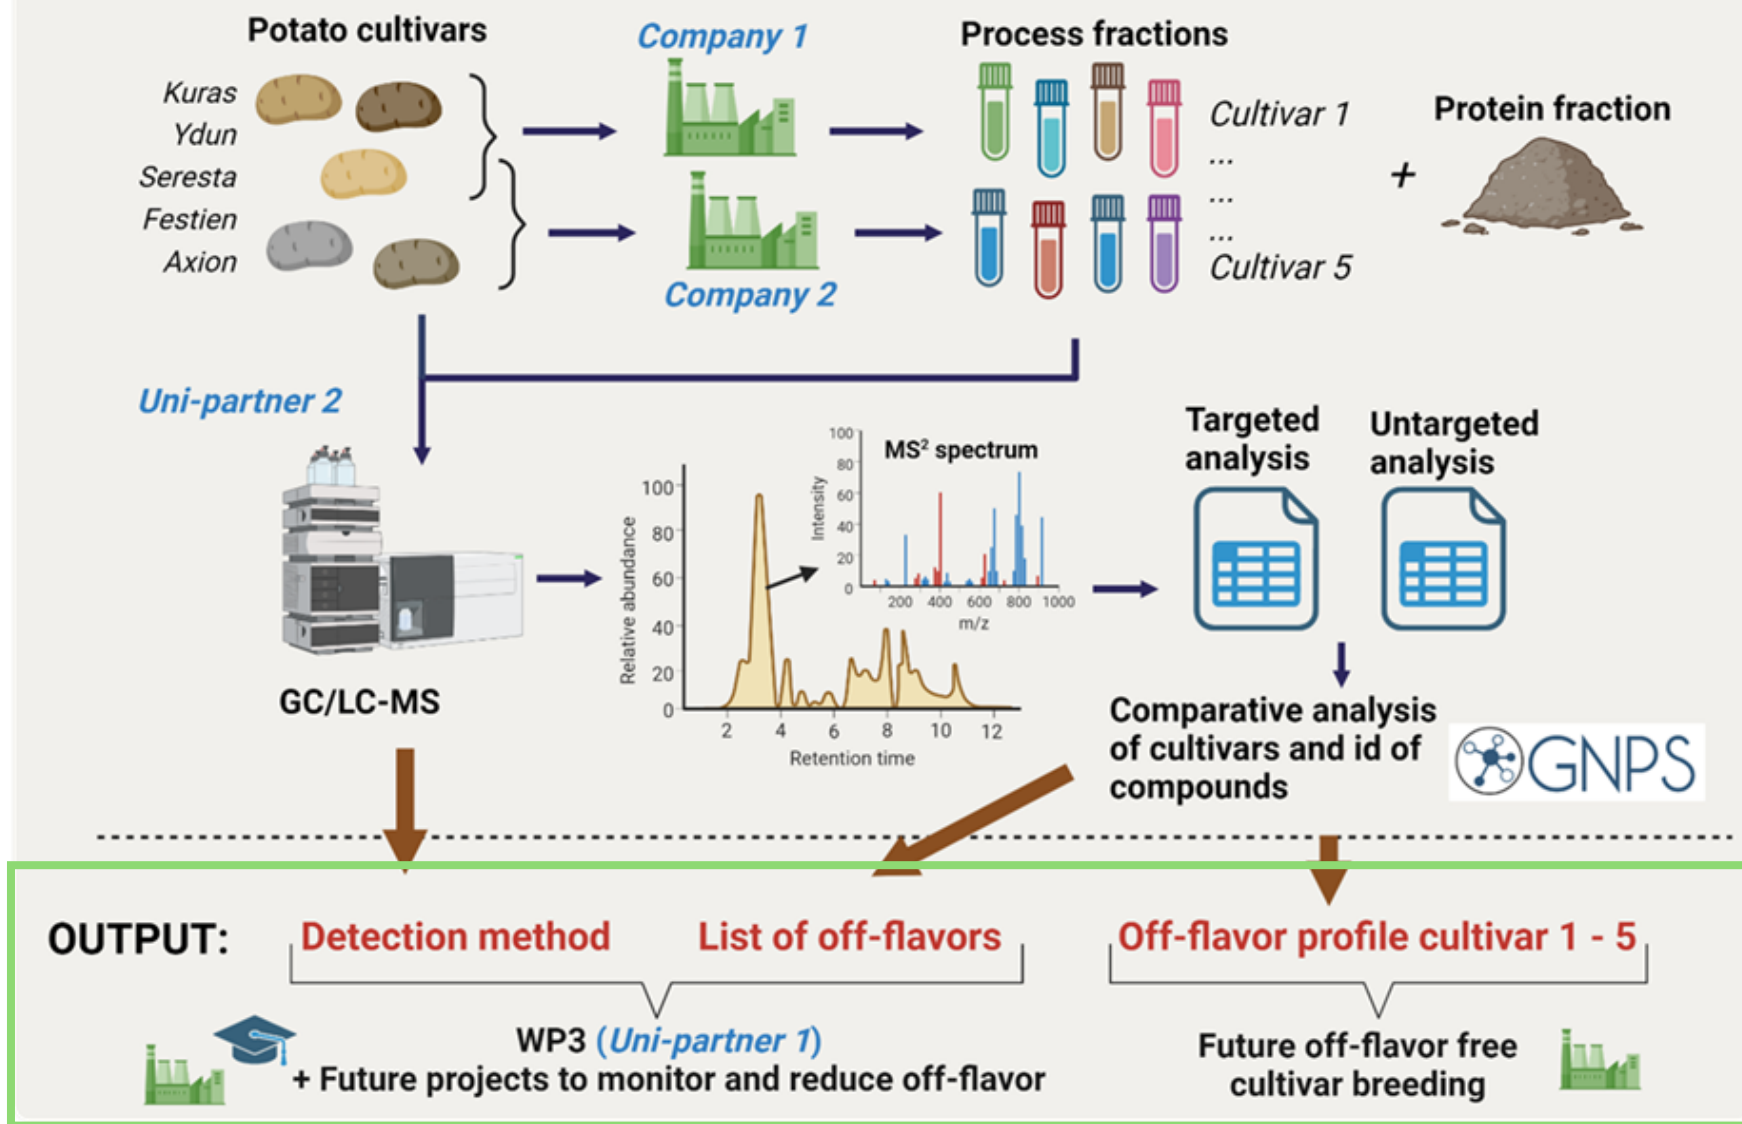 Potato cultivars
Kuras
Ydun
Seresta
Festien
Axion
Company 1
Company 2
Process fractions
Cultivar 1
...
...
...
Cultivar 5
+
Protein fraction
Uni-partner 2
GC/LC-MS
Relative abundance
100
80
60
40
20
0
2 4 6 8 10 12
Retention time
MS² spectrum
Intensity
100
80
60
40
20
0
200 400 600 800 1000
m/z
Targeted
analysis
Untargeted
analysis
Comparative analysis
of cultivars and id of
compounds
GNPS
OUTPUT:
Detection method
List of off-flavors
Off-flavor profile cultivar 1 - 5
WP3 (Uni-partner 1)
+ Future projects to monitor and reduce off-flavor
Future off-flavor free
cultivar breeding